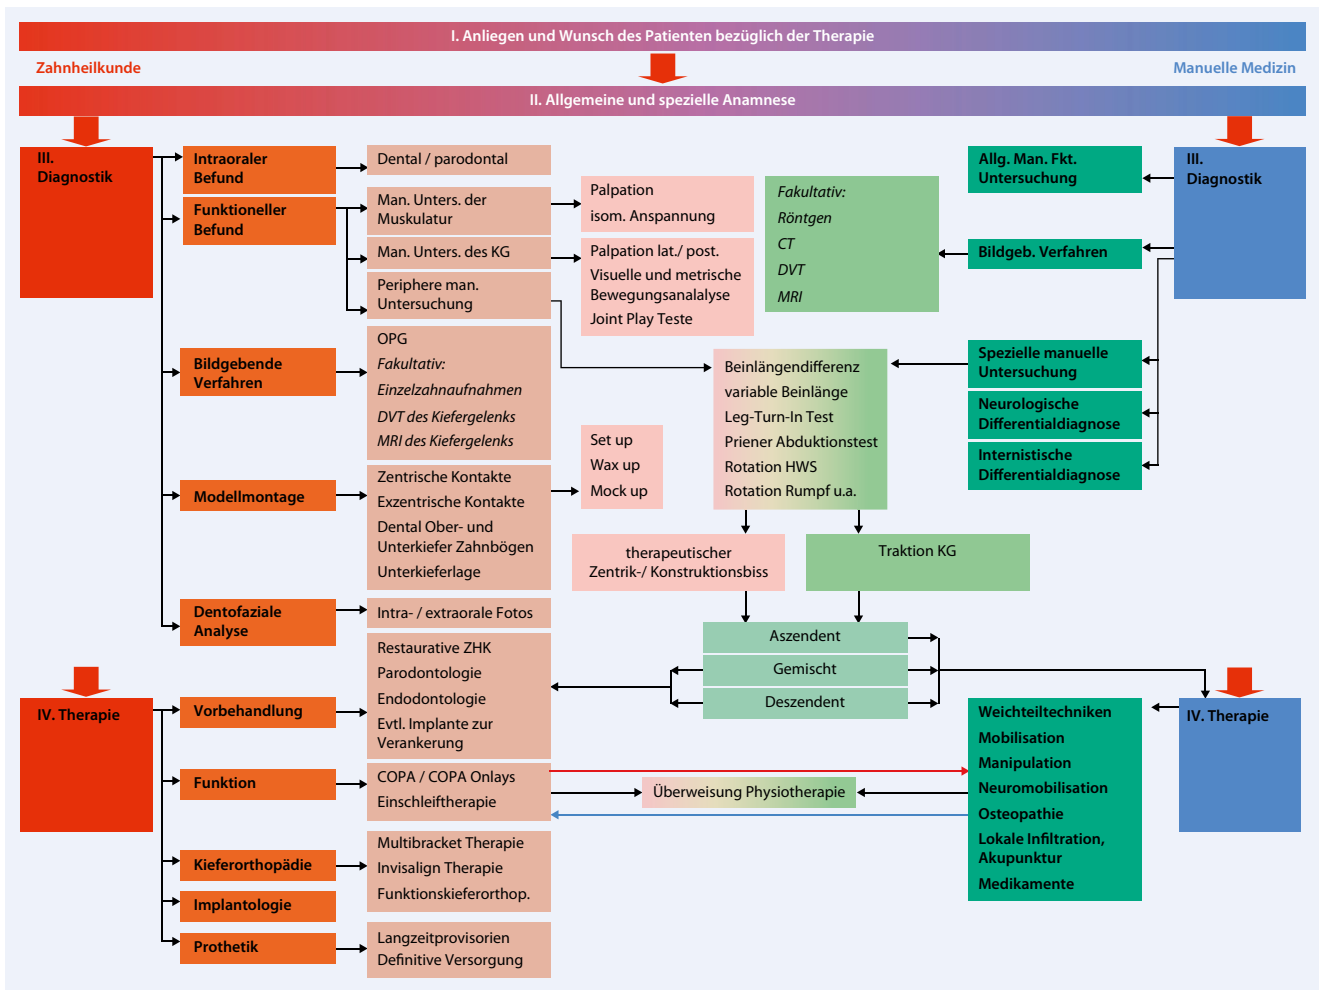 I. Anliegen und Wunsch des Patienten bezüglich der Therapie
Zahnheilkunde
Manuelle Medizin
II. Allgemeine und spezielle Anamnese
III.
Diagnostik
Intraoraler
Befund
Funktioneller
Befund
Bildgebende
Verfahren
Modellmontage
Dentofaziale
Analyse
Dental / parodontal
Man. Unters. der
Muskulatur
Man. Unters. des KG
Periphere man.
Untersuchung
OPG
Fakultativ:
Einzelzahnaufnahmen
DVT des Kiefergelenks
MRI des Kiefergelenks
Zentrische Kontakte
Exzentrische Kontakte
Dental Ober- und
Unterkiefer Zahnbögen
Unterkieferlage
Intra- / extraorale Fotos
Palpation
isom. Anspannung
Palpation lat./ post.
Visuelle und metrische
Bewegungsanalalyse
Joint Play Teste
Set up
Wax up
Mock up
Fakultativ:
Röntgen
CT
DVT
MRI
Beinlängendifferenz
variable Beinlänge
Leg-Turn-In Test
Priener Abduktionstest
Rotation HWS
Rotation Rumpf u.a.
Allg. Man. Fkt.
Untersuchung
Bildgeb. Verfahren
Spezielle manuelle
Untersuchung
Neurologische
Differentialdiagnose
Internistische
Differentialdiagnose
III.
Diagnostik
therapeutischer
Zentrik-/ Konstruktionsbiss
Traktion KG
Aszendent
Gemischt
Deszendent
IV. Therapie
Vorbehandlung
Funktion
Kieferorthopädie
Implantologie
Prothetik
Restaurative ZHK
Parodontologie
Endodontologie
Evtl. Implante zur
Verankerung
COPA / COPA Onlays
Einschleiftherapie
Multibracket Therapie
Invisalign Therapie
Funktionskieferorthop.
Langzeitprovisorien
Definitive Versorgung
Überweisung Physiotherapie
Weichteiltechniken
Mobilisation
Manipulation
Neuromobilisation
Osteopathie
Lokale Infiltration,
Akupunktur
Medikamente
IV. Therapie